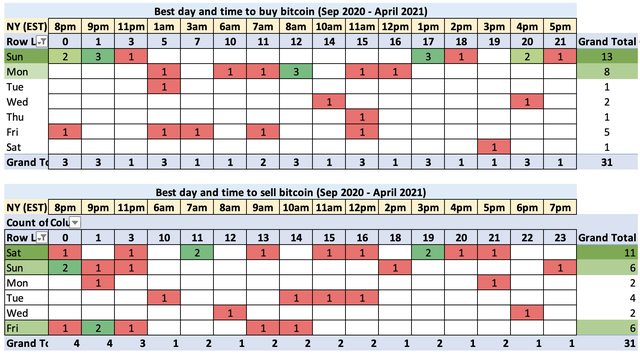 Best day and time to buy bitcoin (Sep 2020 - April 2021)
NY (EST) 8pm 9pm 11pm 1am 3am 6am 7am 8am 10am 11am 12am 1pm 2pm 3pm 4pm 5pm
Row L 0 1 3 5 7 10 11 12 14 15 16 17 18 19 20 21 Grand Total
Sun 2 3 1 3 1 2 1 13
Mon 1 1 1 3 1 1 8
Tue 1 1
Wed 1 1 2
Thu 1 1
Fri 1 1 1 1 1 5
Sat 1 1
Grand To 3 3 1 3 1 1 2 3 1 3 1 3 1 1 3 1 31
Best day and time to sell bitcoin (Sep 2020 - April 2021)
NY (EST) 8pm 9pm 11pm 6am 7am 8am 9am 10am 11am 12am 2pm 3pm 4pm 5pm 6pm 7pm
Count of Colu
Row L 0 1 3 10 11 12 13 14 15 16 18 19 20 21 22 23 Grand Total
Sat 1 1 2 1 1 1 2 1 1 11
Sun 2 1 1 1 1 6
Mon 1 1 2
Tue 1 1 1 1 4
Wed 1 1 2
Fri 1 2 1 1 1 6
Grand To 4 4 3 1 2 1 2 2 2 2 1 2 1 2 1 1 31